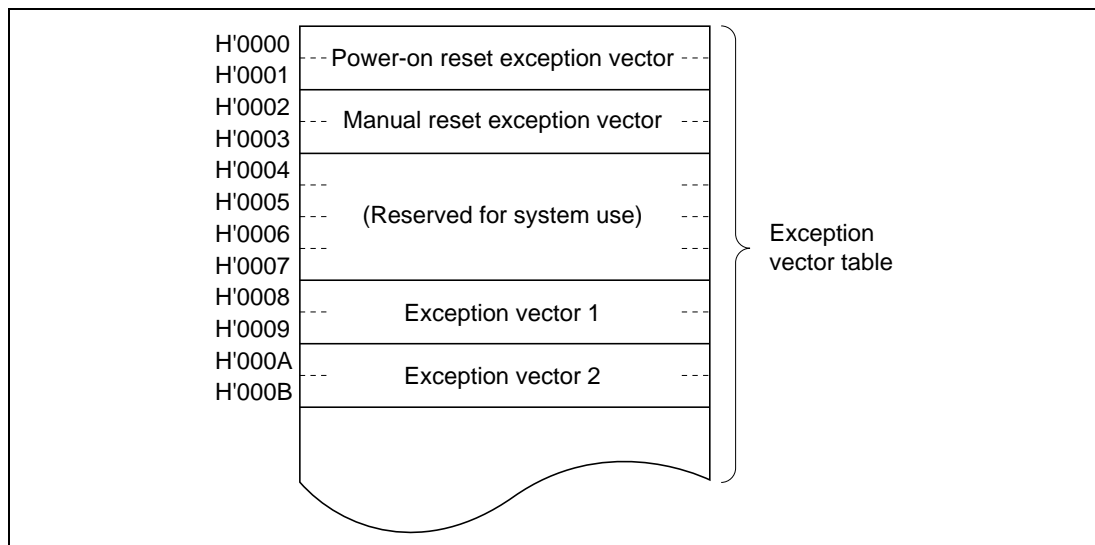 H'0000
H'0001
Power-on reset exception vector
H'0002
H'0003
Manual reset exception vector
H'0004
H'0005
H'0006
H'0007
(Reserved for system use)
H'0008
H'0009
Exception vector 1
H'000A
H'000B
Exception vector 2
Exception
vector table